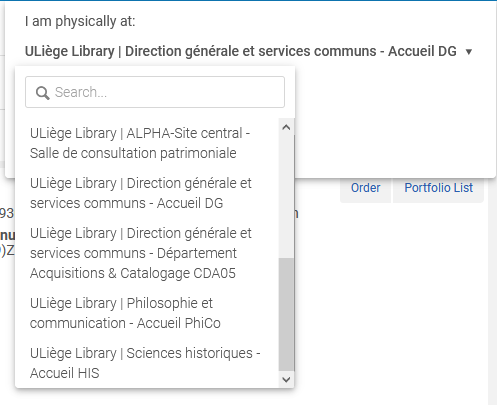 I am physically at:
ULiège Library | Direction générale et services communs - Accueil DG
Search...
ULiège Library | ALPHA-Site central -
Salle de consultation patrimoniale
ULiège Library | Direction générale et
services communs - Accueil DG
ULiège Library | Direction générale et
services communs - Département
Acquisitions & Catalogage CDA05
ULiège Library | Philosophie et
communication - Accueil PhiCo
ULiège Library | Sciences historiques -
Accueil HIS
Order
Portfolio List
93
nu
)Z